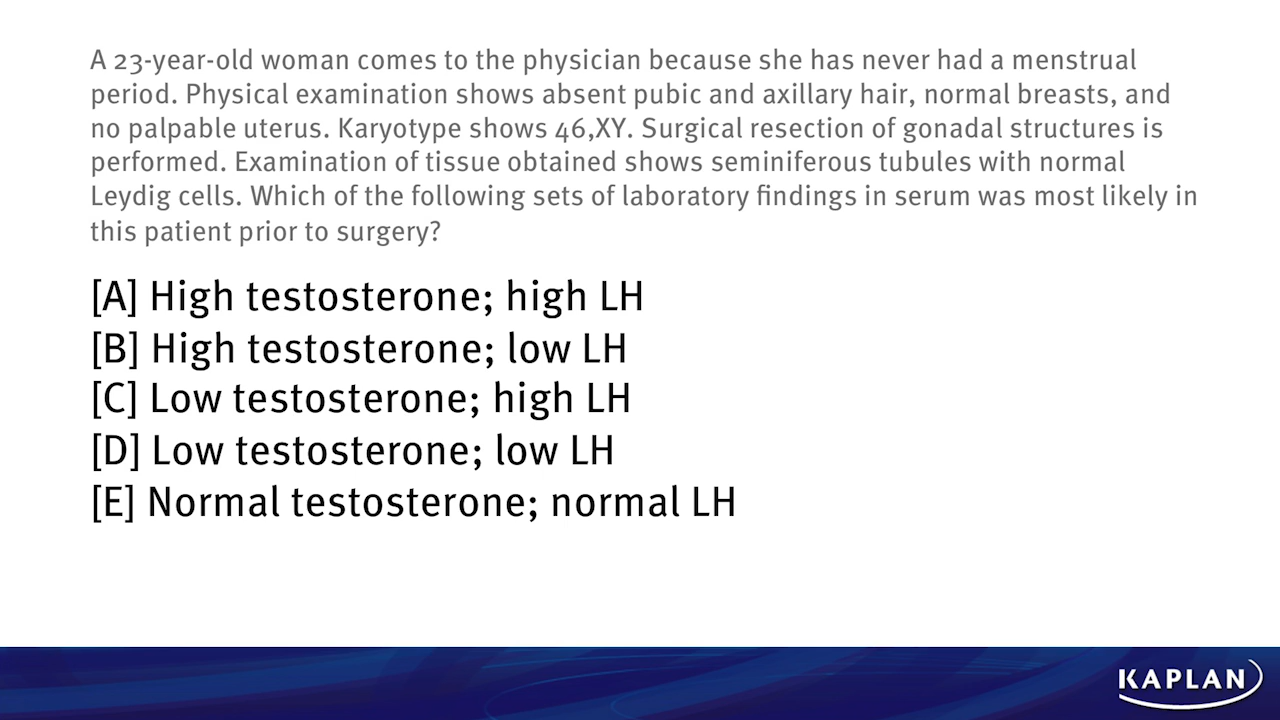 A 23-year-old woman comes to the physician because she has never had a menstrual
period. Physical examination shows absent pubic and axillary hair, normal breasts, and
no palpable uterus. Karyotype shows 46,XY. Surgical resection of gonadal structures is
performed. Examination of tissue obtained shows seminiferous tubules with normal
Leydig cells. Which of the following sets of laboratory findings in serum was most likely in
this patient prior to surgery?
[A] High testosterone; high LH
[B] High testosterone; low LH
[C] Low testosterone; high LH
[D] Low testosterone; low LH
[E] Normal testosterone; normal LH
KAPLAN